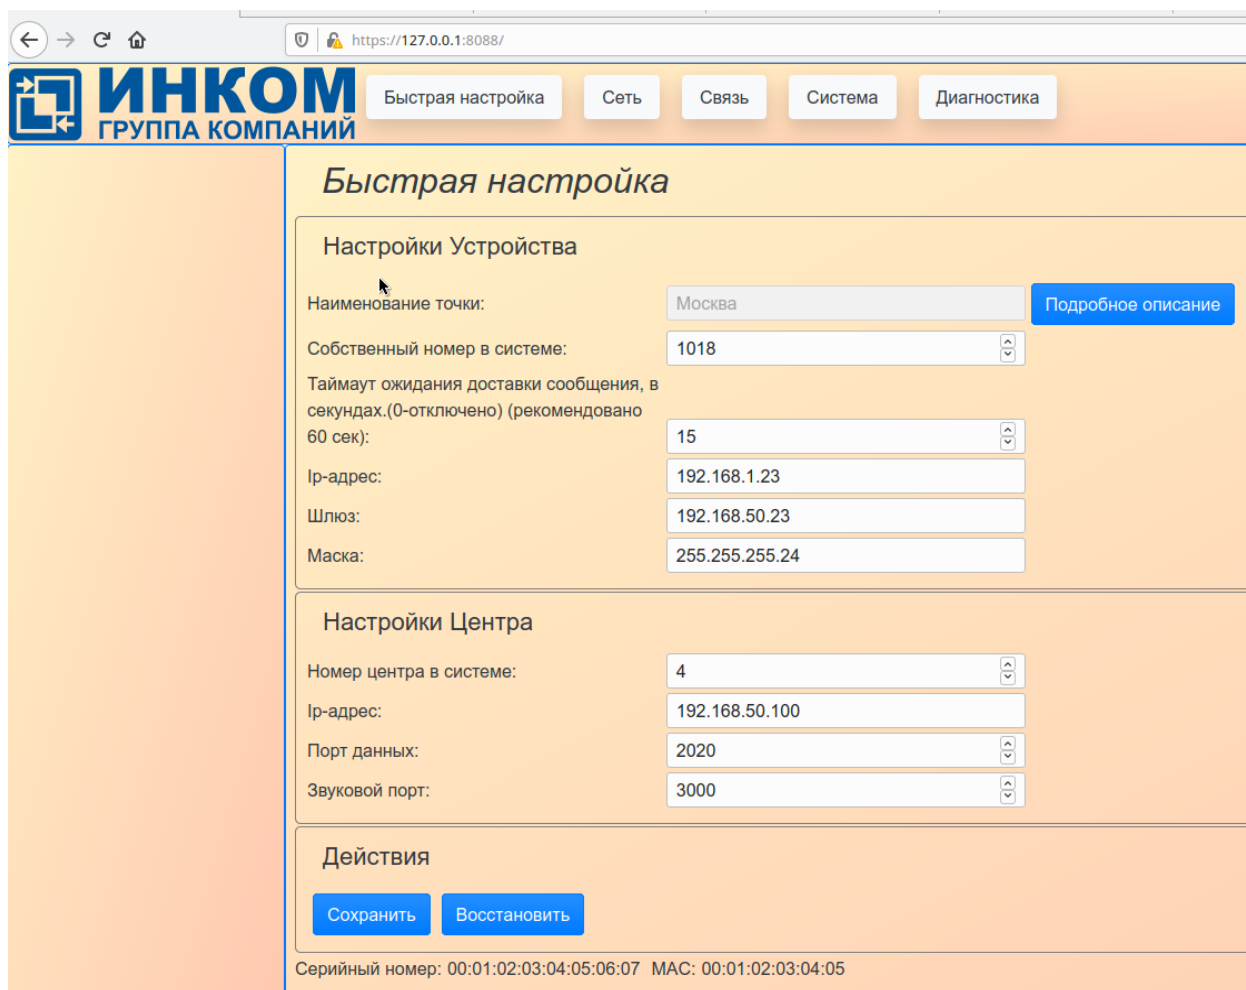 https://127.0.0.1:8088/
ИНКОМ
ГРУППА КОМПАНИЙ
Быстрая настройка Сеть Связь Система Диагностика
Быстрая настройка
Настройки Устройства
Наименование точки: Москва Подробное описание
Собственный номер в системе: 1018
Таймаут ожидания доставки сообщения, в
секундах.(0-отключено) (рекомендовано
60 сек): 15
Ip-адрес: 192.168.1.23
Шлюз: 192.168.50.23
Маска: 255.255.255.24
Настройки Центра
Номер центра в системе: 4
Ip-адрес: 192.168.50.100
Порт данных: 2020
Звуковой порт: 3000
Действия
Сохранить Восстановить
Серийный номер: 00:01:02:03:04:05:06:07 MAC: 00:01:02:03:04:05